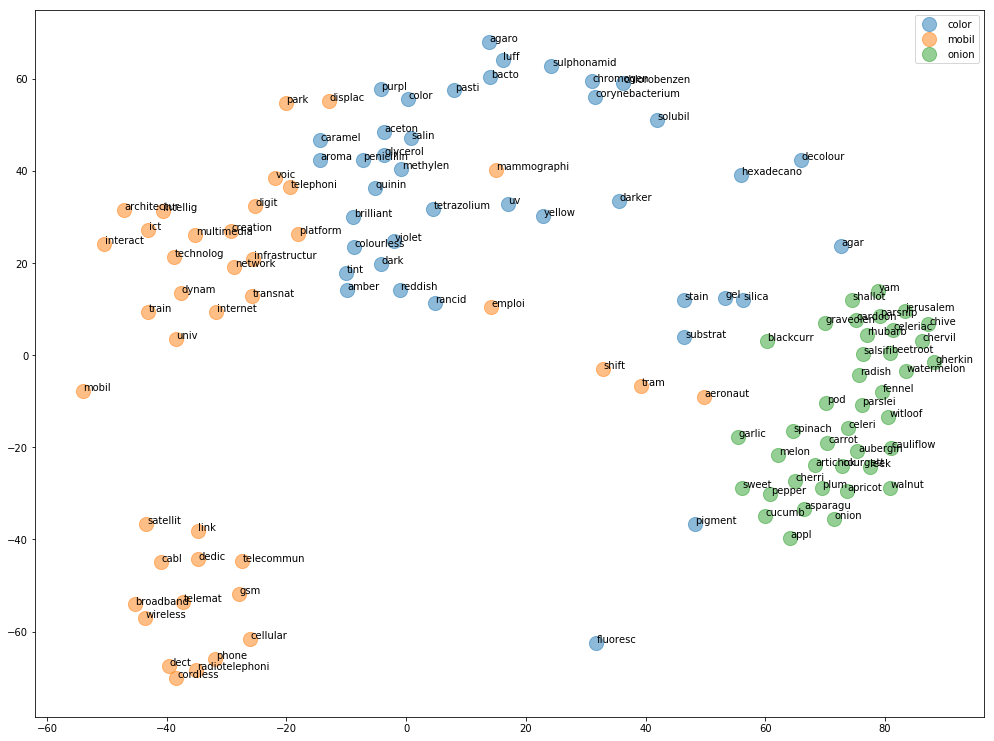 color
mobil
onion
agaro
luff
sulphonamid
bacto
chromogen
chlorobenzen
purpl
pasti
corynebacterium
park
displac
color
solubil
aceton
salin
caramel
glycerol
aroma
penicillin
methylen
mammographi
decolour
hexadecano
voic
telephoni
quinin
digit
tetrazolium
uv
darker
yellow
architectur
intellig
brilliant
ict
multimedia
creation
platform
violet
interact
colourless
agar
technolog
infrastructur
network
dark
tint
dynam
transnat
amber
reddish
rancid
emploi
stain
gel
silica
yam
shallot
train
internet
jerusalem
parsnip
cardoon
graveolen
chive
celeriac
rhubarb
univ
substrat
blackcurr
chervil
salsifi
beetroot
gherkin
shift
radish
watermelon
mobil
tram
aeronaut
fennel
pod
parslei
witloof
garlic
spinach
celeri
carrot
cauliflow
melon
aubergin
artichok
courgett
leek
sweet
pepper
cherri
plum
apricot
walnut
cucumb
asparagu
onion
pigment
appl
satellit
link
cabl
dedic
telecommun
broadband
telemat
gsm
wireless
cellular
fluoresc
phone
dect
radiotelephoni
cordless
60
40
20
0
−20
−40
−60
−60
−40
−20
0
20
40
60
80